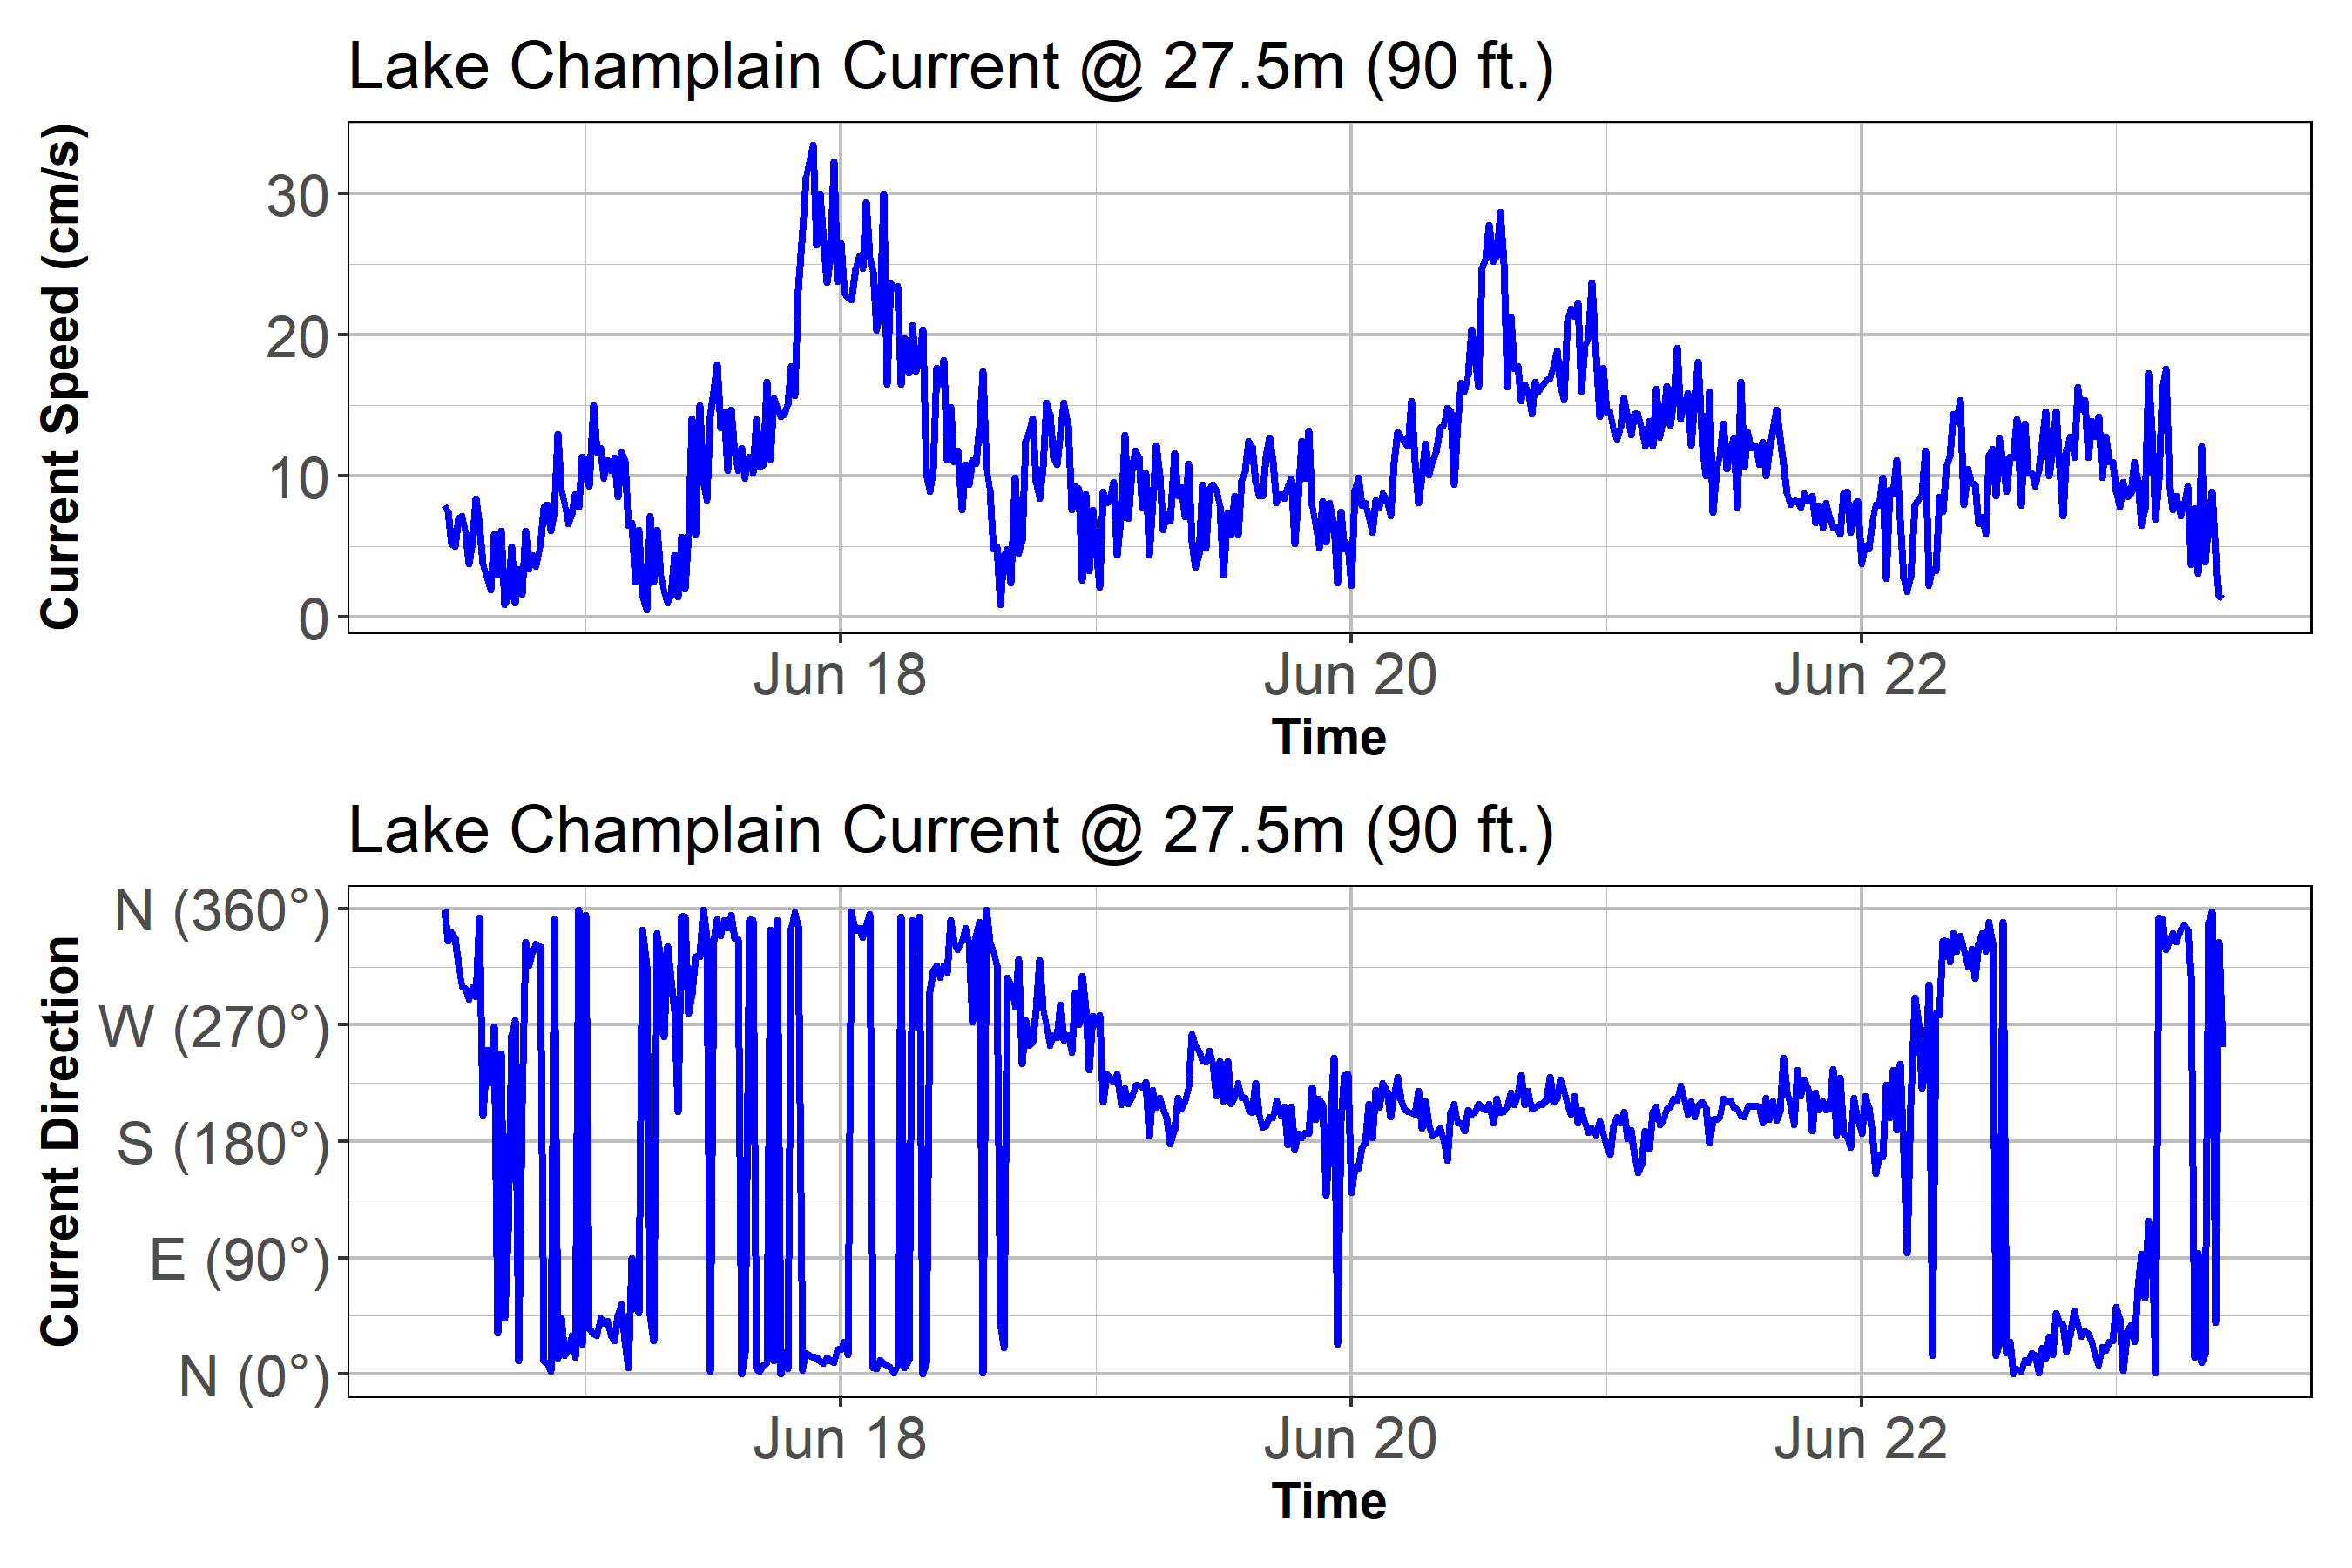 Lake Champlain Current @ 27.5m (90 ft.)
Current Speed (cm/s)
30
20
10
0
Jun 18 Jun 20 Jun 22
Time
Lake Champlain Current @ 27.5m (90 ft.)
Current Direction
N (360°)
W (270°)
S (180°)
E (90°)
N (0°)
Jun 18 Jun 20 Jun 22
Time